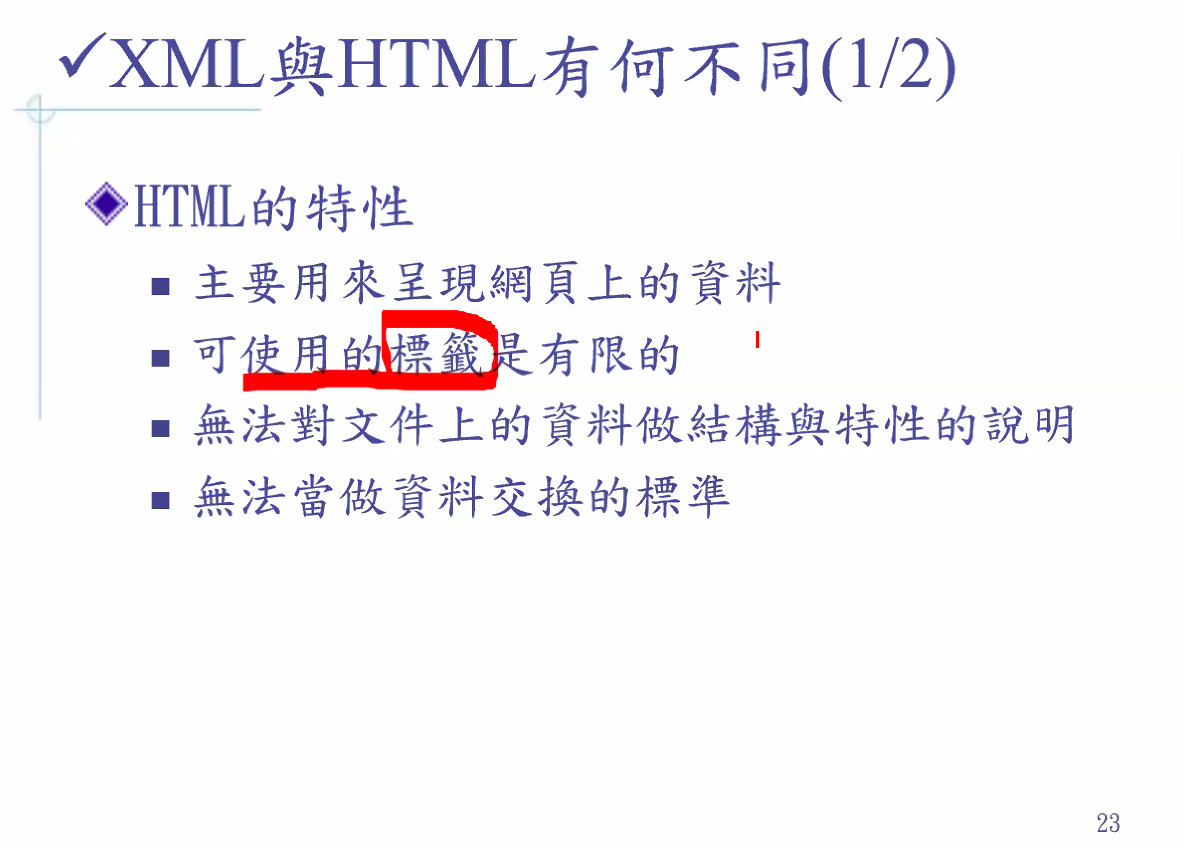 ✓XML與HTML有何不同(1/2)
HTML的特性
主要用來呈現網頁上的資料
可使用的標籤是有限的
無法對文件上的資料做結構與特性的說明
無法當做資料交換的標準
23